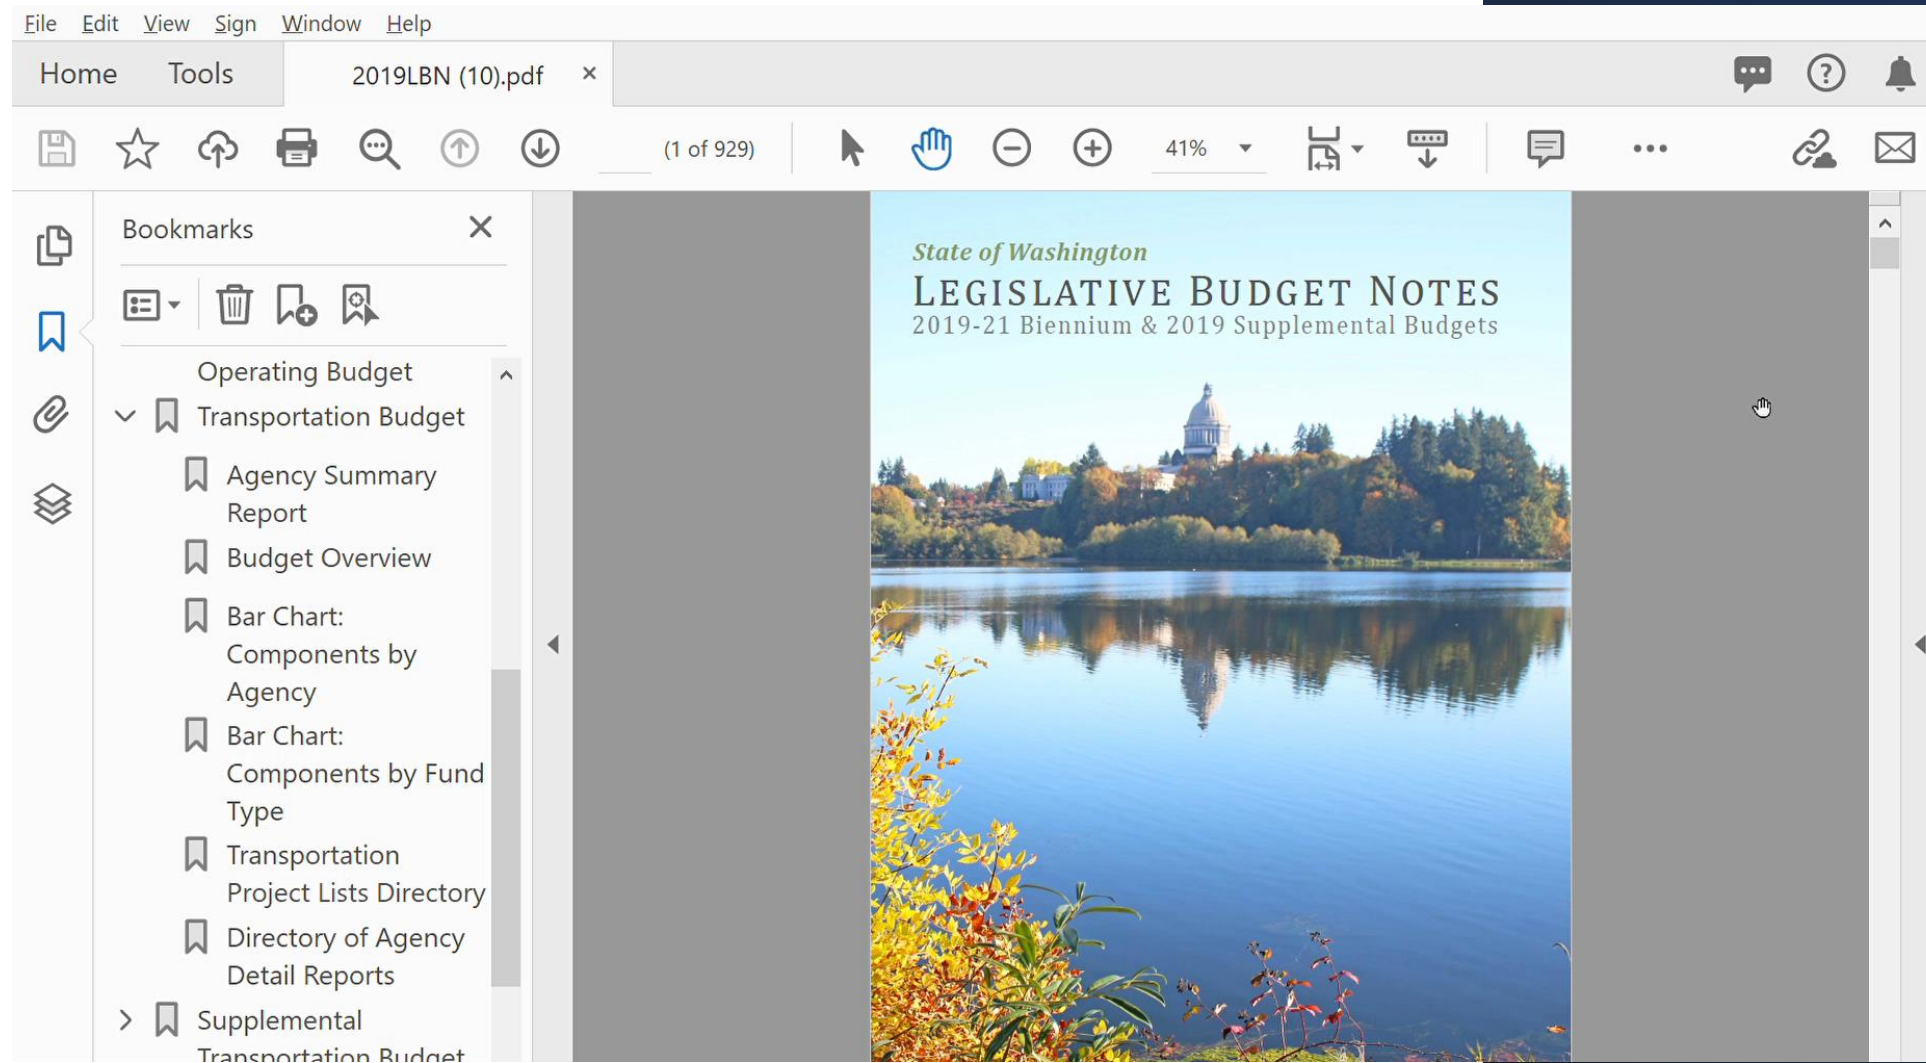 File Edit View Sign Window Help
Home Tools 2019LBN (10).pdf ×
(1 of 929) 41%
Bookmarks
Operating Budget
Transportation Budget
Agency Summary
Report
Budget Overview
Bar Chart:
Components by
Agency
Bar Chart:
Components by Fund
Type
Transportation
Project Lists Directory
Directory of Agency
Detail Reports
Supplemental
Transportation Budget
State of Washington
LEGISLATIVE BUDGET NOTES
2019-21 Biennium & 2019 Supplemental Budgets